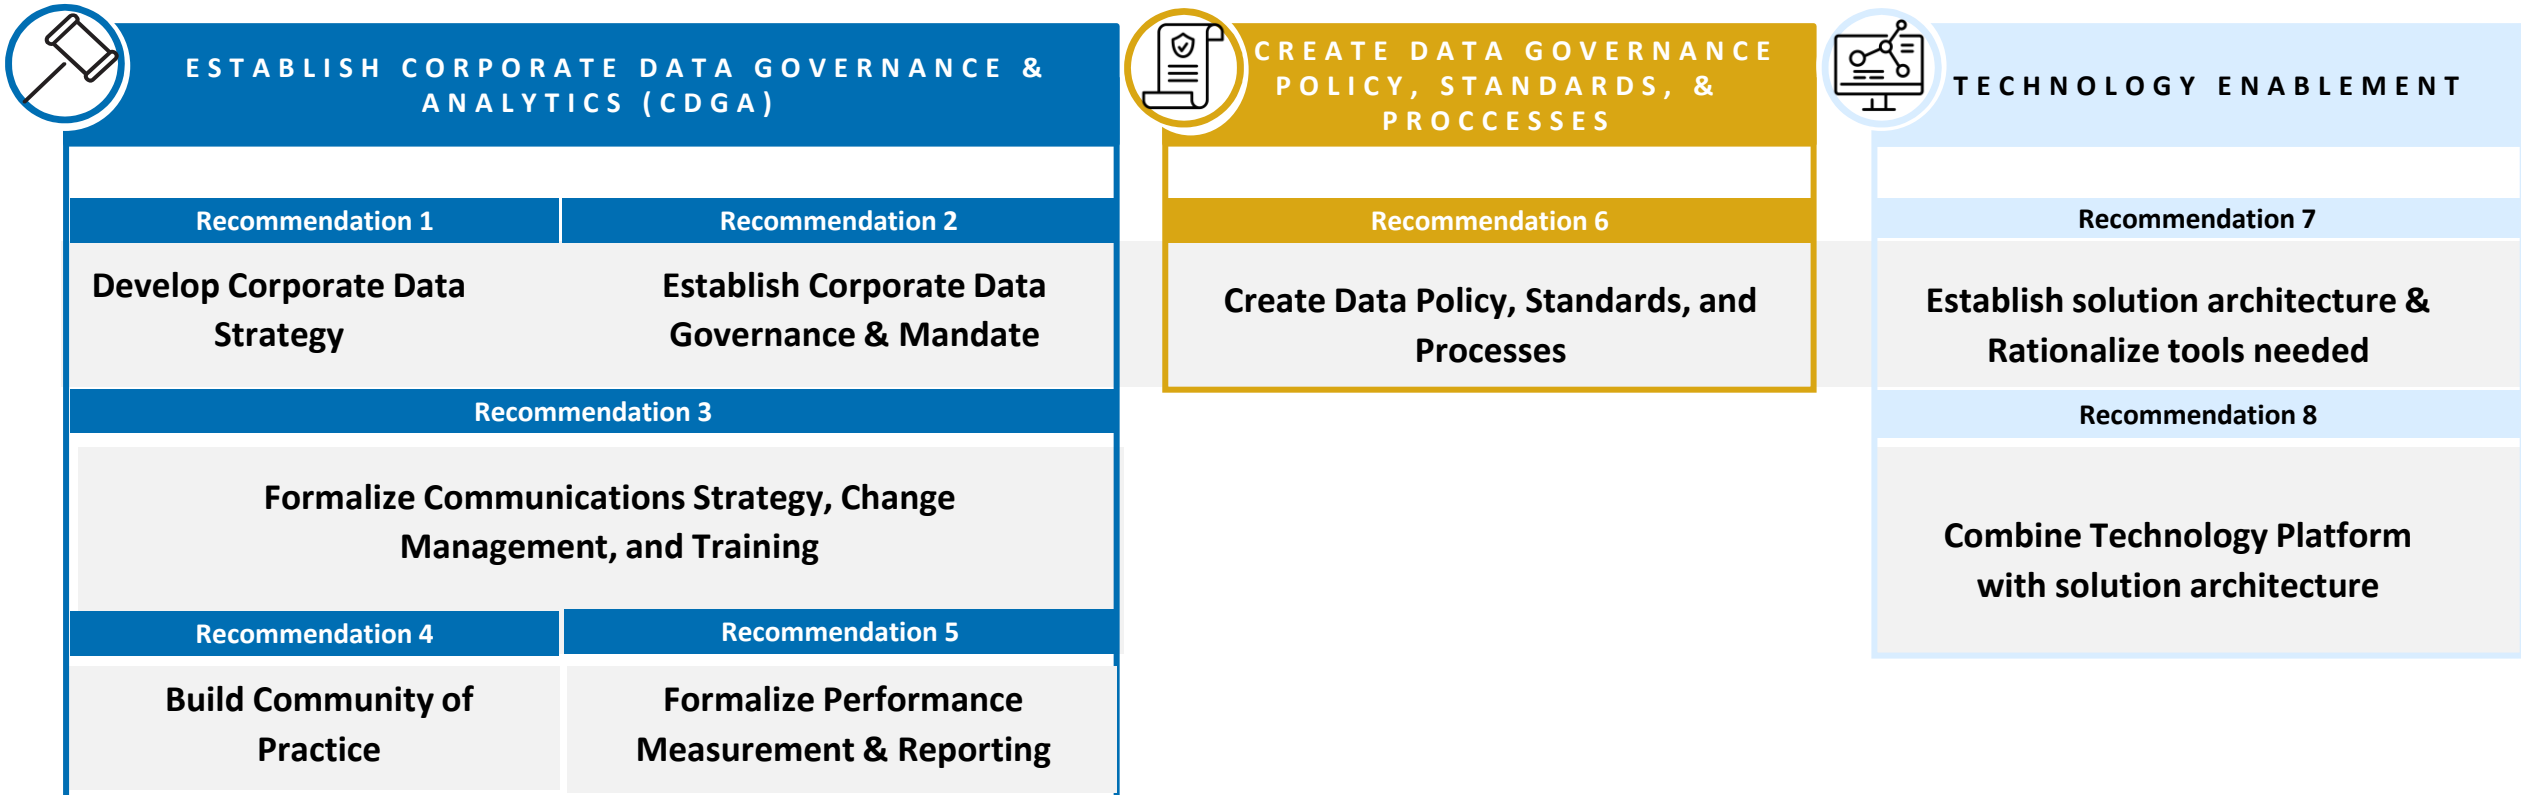 ESTABLISH CORPORATE DATA GOVERNANCE &
ANALYTICS (CDGA)
Recommendation 1
Develop Corporate Data
Strategy
Recommendation 2
Establish Corporate Data
Governance & Mandate
Recommendation 3
Formalize Communications Strategy, Change
Management, and Training
Recommendation 4
Build Community of
Practice
Recommendation 5
Formalize Performance
Measurement & Reporting
CREATE DATA GOVERNANCE
POLICY, STANDARDS, &
PROCCESSES
Recommendation 6
Create Data Policy, Standards, and
Processes
TECHNOLOGY ENABLEMENT
Recommendation 7
Establish solution architecture &
Rationalize tools needed
Recommendation 8
Combine Technology Platform
with solution architecture